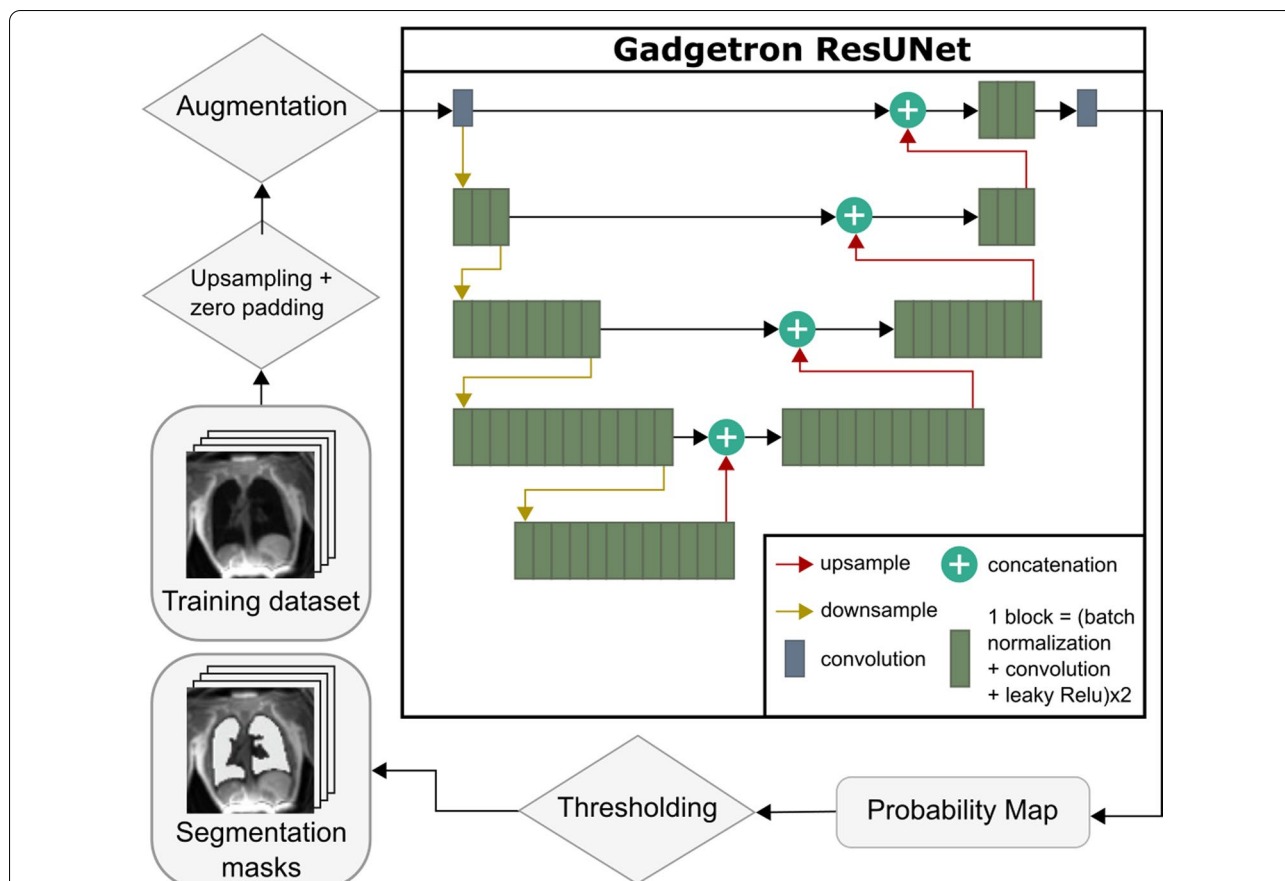 Gadgetron ResUNet
Augmentation
Upsampling +
zero padding
Training dataset
upsample
concatenation
downsample
1 block = (batch
normalization
+ convolution
+ leaky Relu)x2
convolution
Segmentation
masks
Thresholding
Probability Map